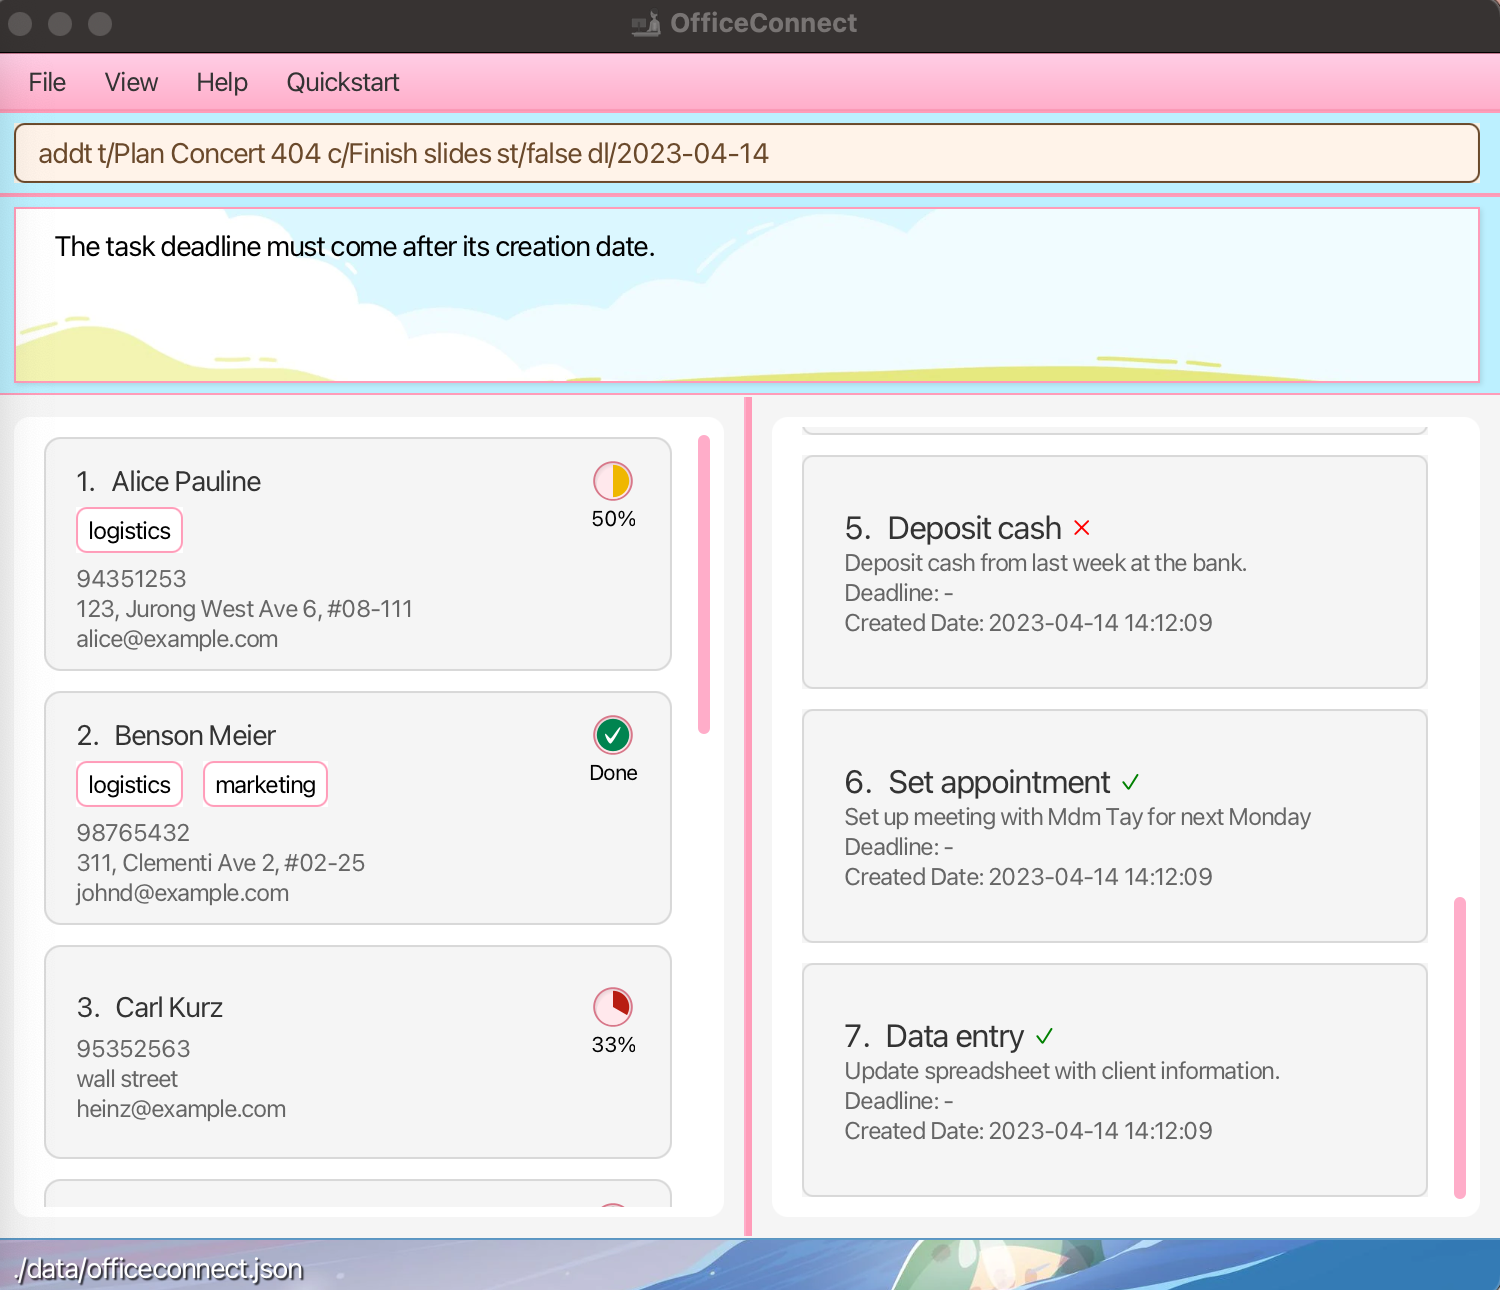 OfficeConnect
File View Help Quickstart
addt t/Plan Concert 404 c/Finish slides st/false dl/2023-04-14
The task deadline must come after its creation date.
1. Alice Pauline
50%
logistics
94351253
123, Jurong West Ave 6, #08-111
alice@example.com
2. Benson Meier
Done
logistics marketing
98765432
311, Clementi Ave 2, #02-25
johnd@example.com
3. Carl Kurz
33%
95352563
wall street
heinz@example.com
5. Deposit cash
Deposit cash from last week at the bank.
Deadline: -
Created Date: 2023-04-14 14:12:09
6. Set appointment
Set up meeting with Mdm Tay for next Monday
Deadline: -
Created Date: 2023-04-14 14:12:09
7. Data entry
Update spreadsheet with client information.
Deadline: -
Created Date: 2023-04-14 14:12:09
./data/officeconnect.json